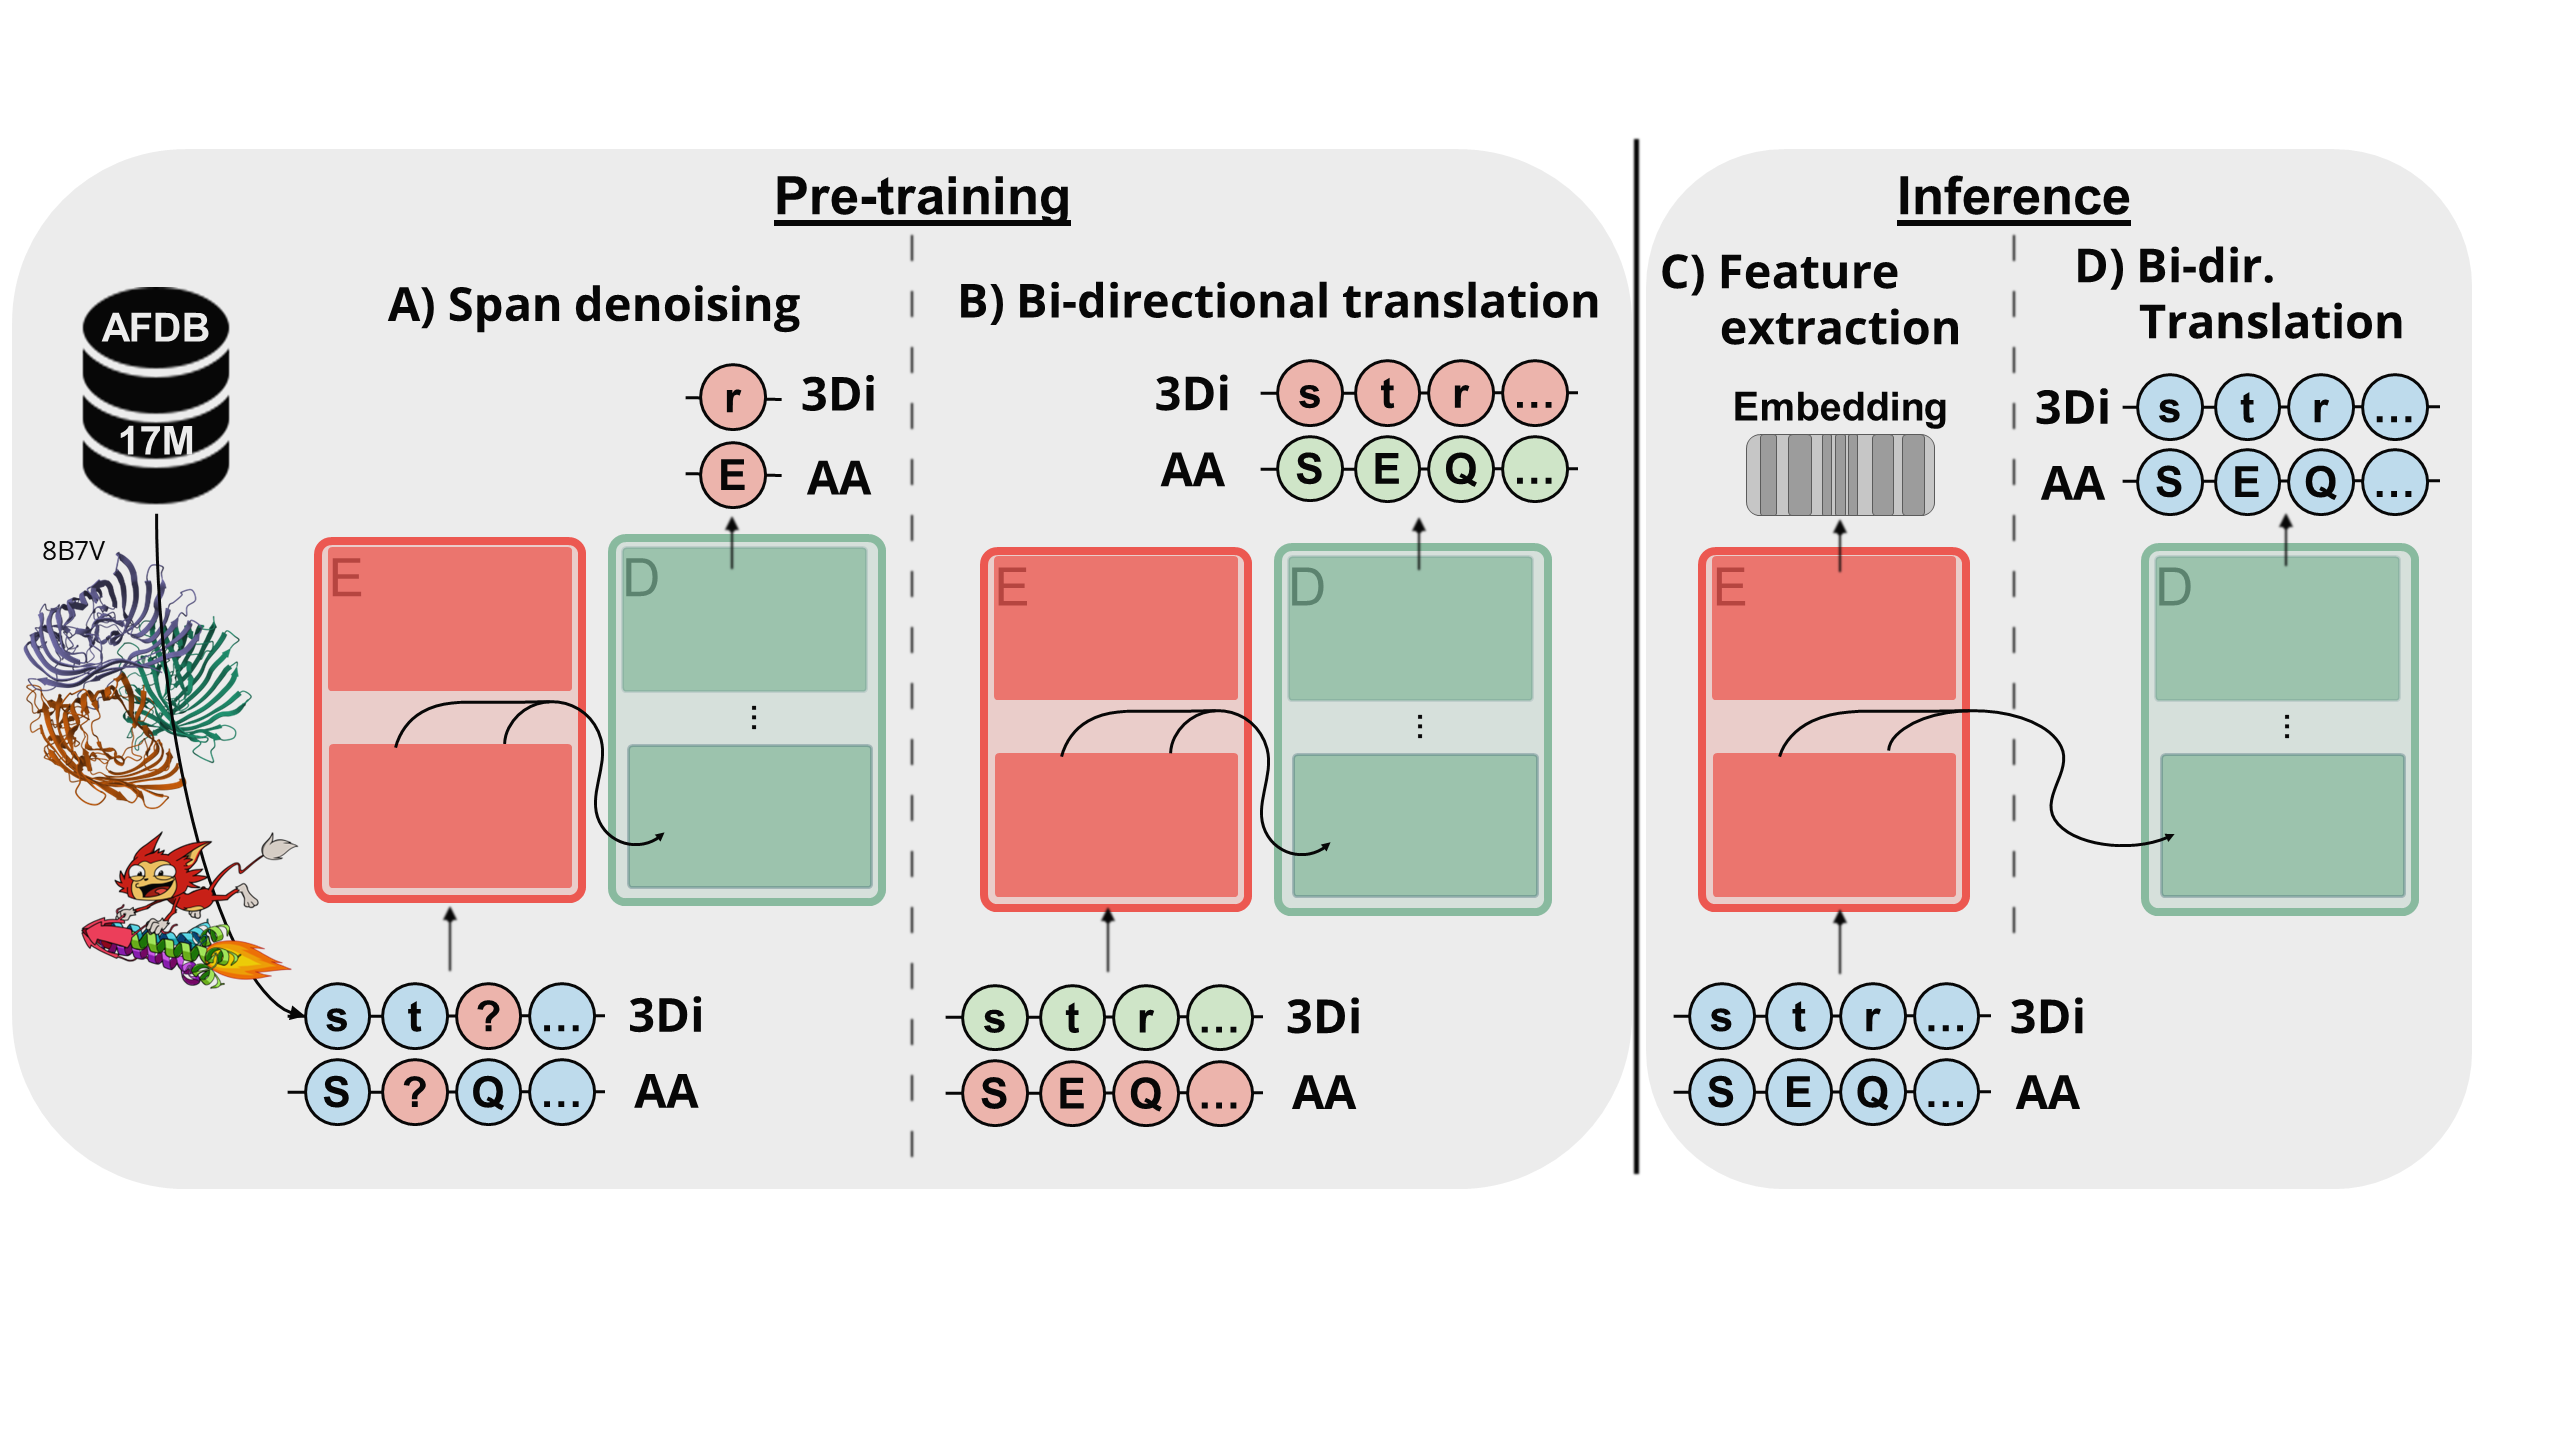 Pre-training
Inference
A) Span denoising
B) Bi-directional translation
C) Feature
extraction
D) Bi-dir.
Translation
AFDB
17M
8B7V
r 3Di
E AA
3Di s t r ...
AA S E Q ...
Embedding
3Di s t r ...
AA S E Q ...
E
D
⋮
E
D
⋮
E
D
⋮
s t ? ... 3Di
S ? Q ... AA
s t r ... 3Di
S E Q ... AA
s t r ... 3Di
S E Q ... AA